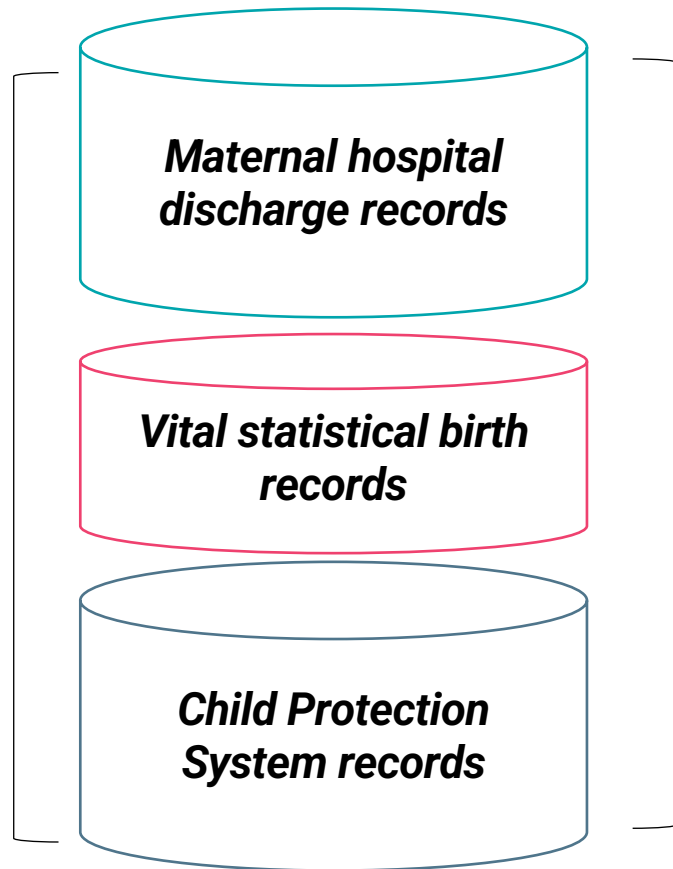 Maternal hospital
discharge records
Vital statistical birth
records
Child Protection
System records